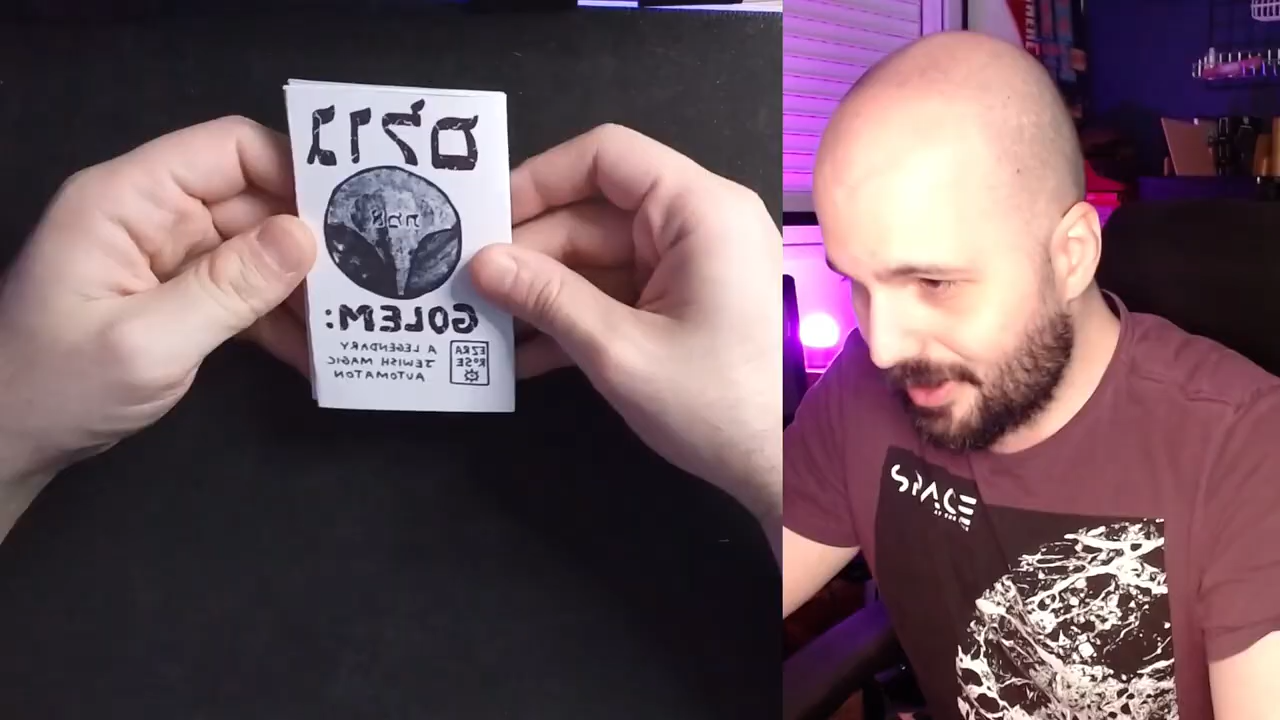 גולם
אמת
GOLEM:
A LEGENDARY
JEWISH MAGIC
AUTOMATON
EZRA
ROSE
SPACE